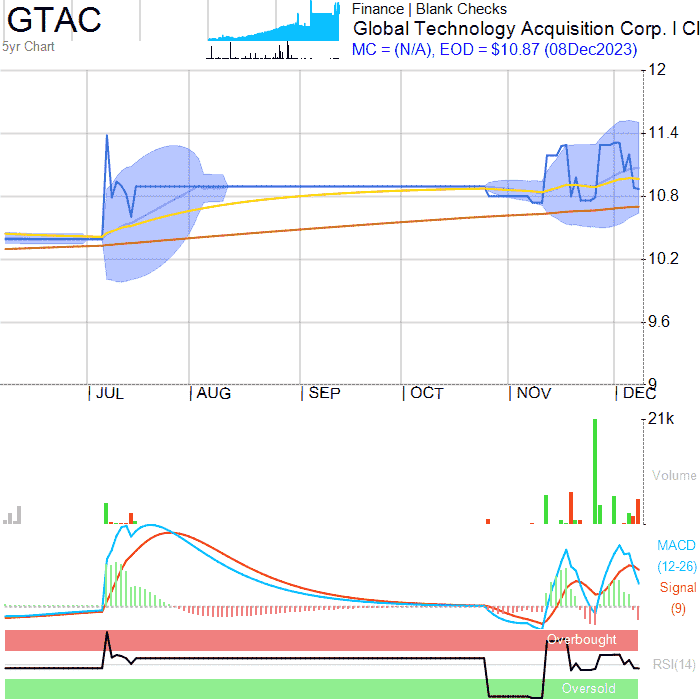 GTAC
5yr Chart
Finance | Blank Checks
Global Technology Acquisition Corp. I Cl
MC = (N/A), EOD = $10.87 (08Dec2023)
12
11.4
10.8
10.2
9.6
9
JUL AUG SEP OCT NOV DEC
21k
Volume
MACD
(12-26)
Signal
(9)
Overbought
RSI(14)
Oversold